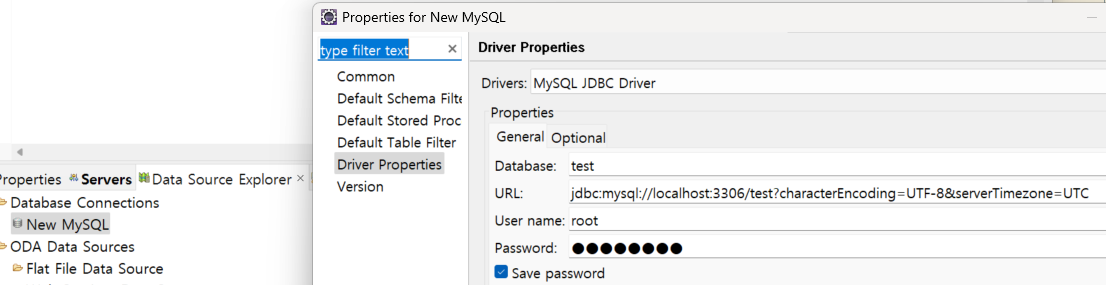 Properties for New MySQL
type filter text
Common
Default Schema Filte
Default Stored Proc
Default Table Filter
Driver Properties
Version
Driver Properties
Drivers: MySQL JDBC Driver
Properties
General Optional
Database: test
URL: jdbc:mysql://localhost:3306/test?characterEncoding=UTF-8&serverTimezone=UTC
User name: root
Password: ●●●●●●●●
Save password
roperties Servers Data Source Explorer
Database Connections
New MySQL
ODA Data Sources
Flat File Data Source